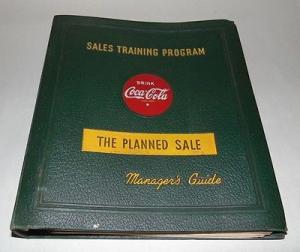 SALES TRAINING PROGRAM
DRINK
Coca-Cola
THE PLANNED SALE
Manager's Guide